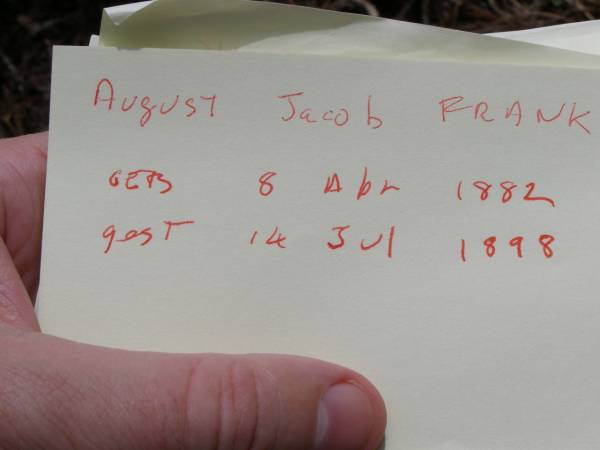 August Jacob FRANK
GEB 8 Apr 1882
gest 14 Jul 1898